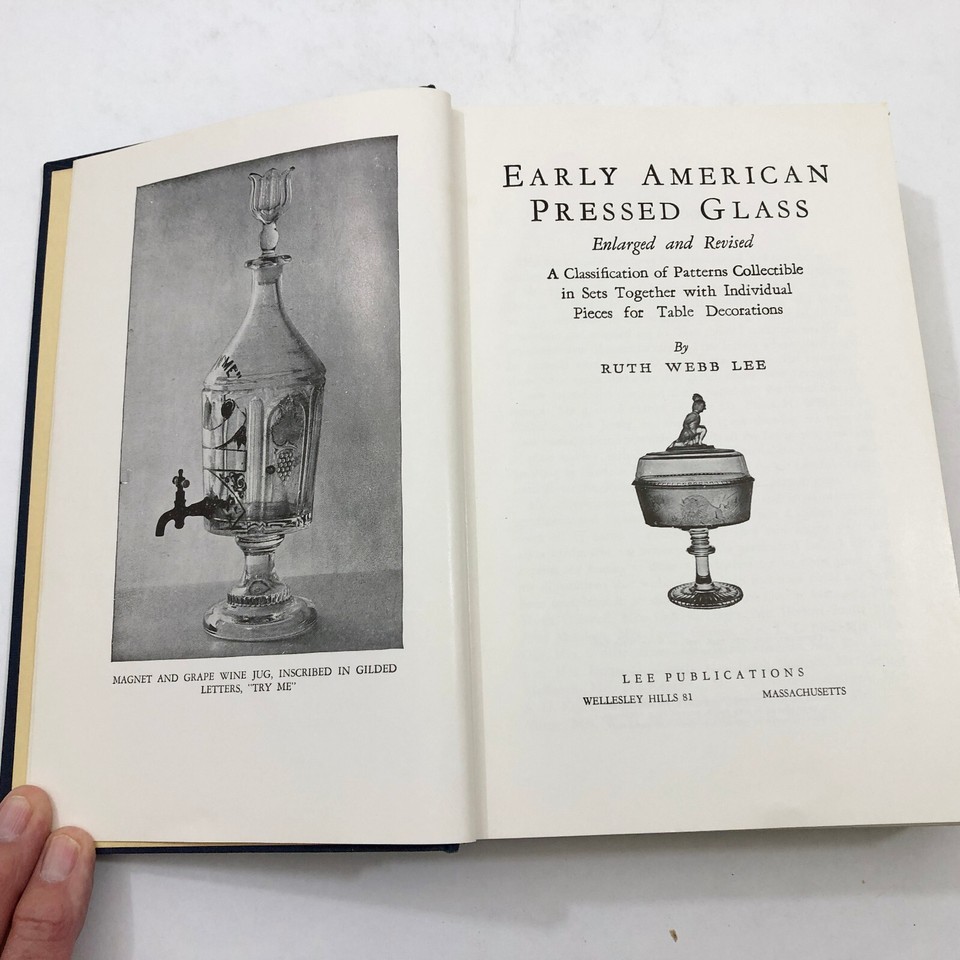 ME"
MAGNET AND GRAPE WINE JUG, INSCRIBED IN GILDED
LETTERS, "TRY ME"
EARLY AMERICAN
PRESSED GLASS
Enlarged and Revised
A Classification of Patterns Collectible
in Sets Together with Individual
Pieces for Table Decorations
By
RUTH WEBB LEE
LEE PUBLICATIONS
WELLESLEY HILLS 81 MASSACHUSETTS